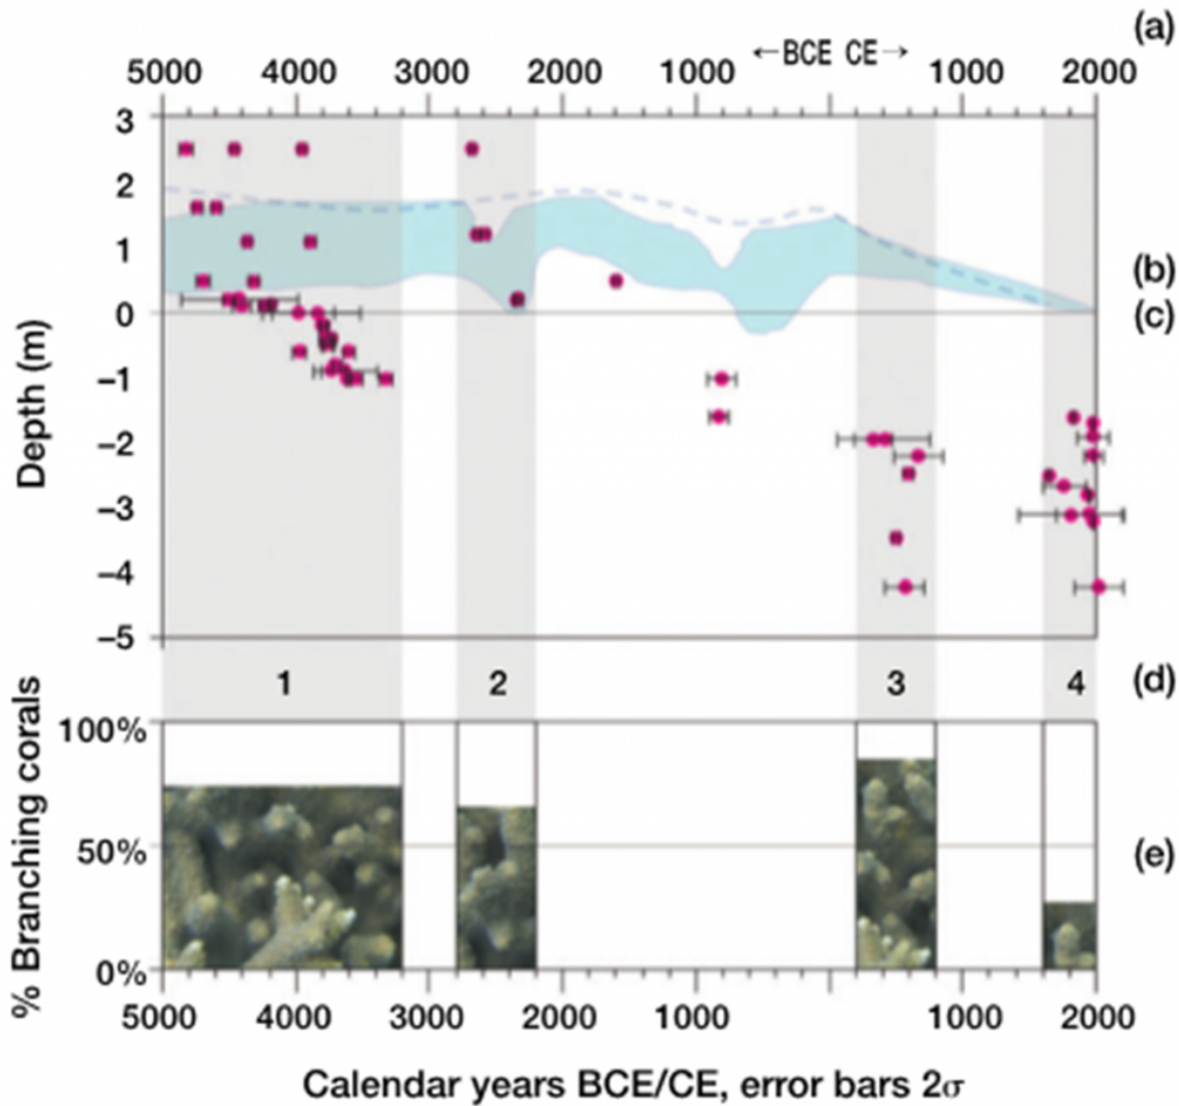 (a)
←BCE CE→
5000 4000 3000 2000 1000 1000 2000
3
2
1
0
−1
−2
−3
−4
−5
Depth (m)
(b)
(c)
1 2 3 4 (d)
100%
50%
0%
% Branching corals
(e)
5000 4000 3000 2000 1000 1000 2000
Calendar years BCE/CE, error bars 2σ